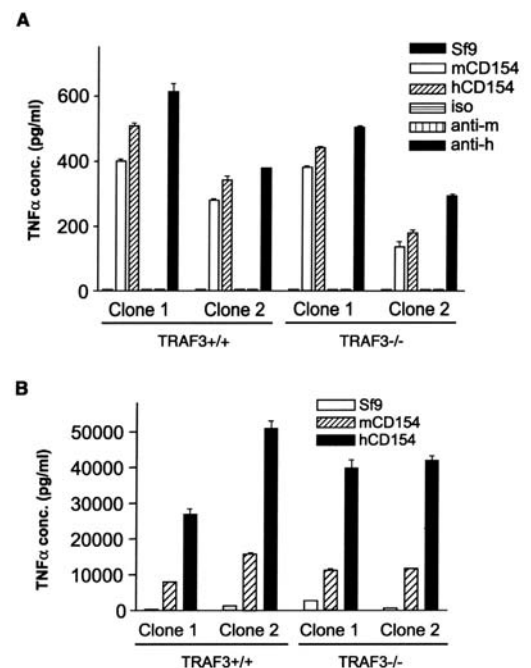 A
TNFα conc. (pg/ml)
600
400
200
0
Sf9
mCD154
hCD154
iso
anti-m
anti-h
Clone 1 Clone 2 Clone 1 Clone 2
TRAF3+/+ TRAF3-/-
B
TNFα conc. (pg/ml)
50000
40000
30000
20000
10000
0
Sf9
mCD154
hCD154
Clone 1 Clone 2 Clone 1 Clone 2
TRAF3+/+ TRAF3-/-